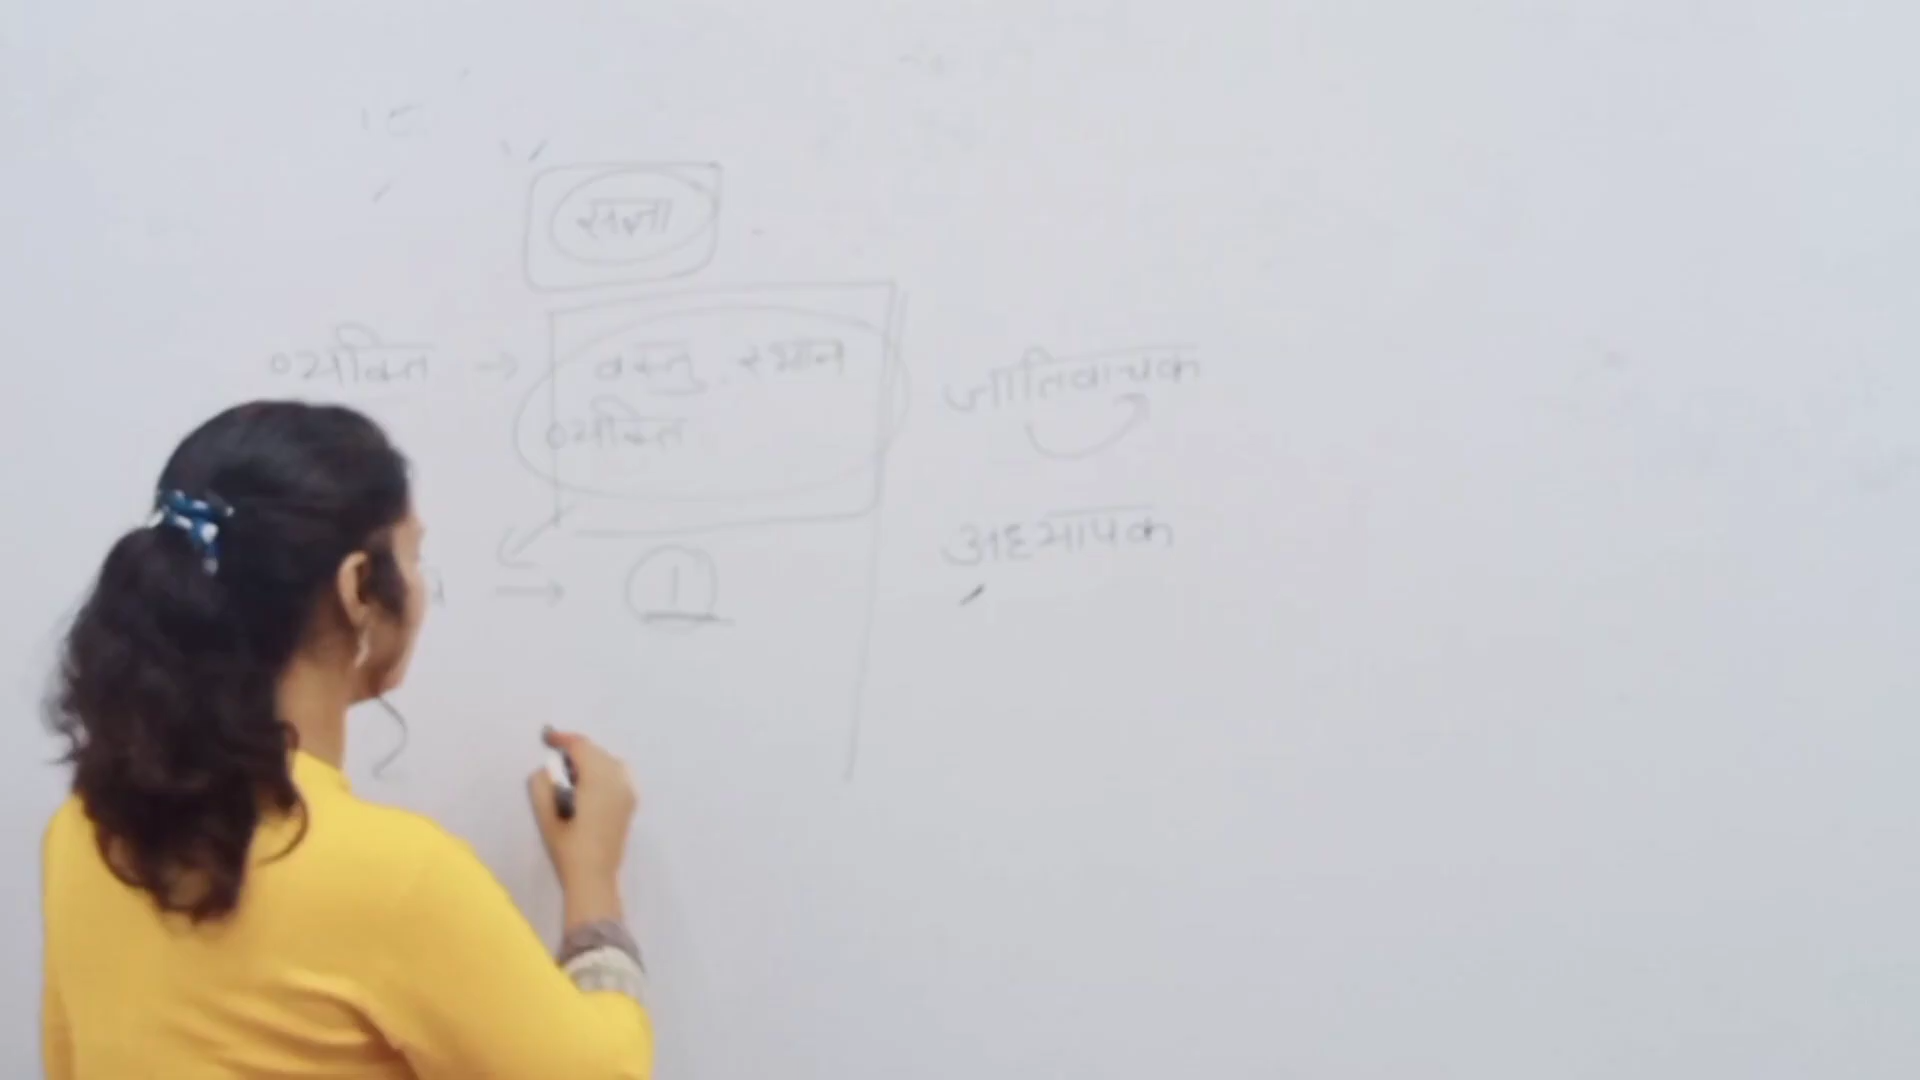 संज्ञा
व्यक्ति → वस्तु, स्थान
व्यक्ति
→ 1
जातिवाचक
अध्यापक